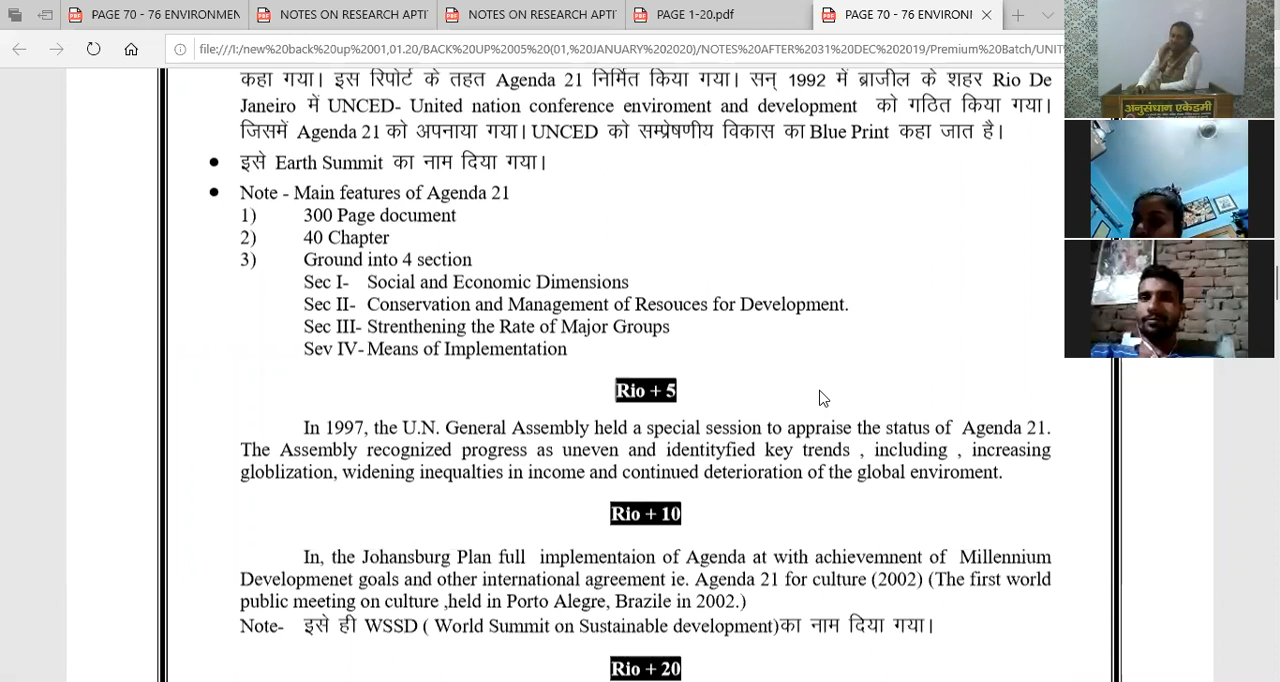 PAGE 70 - 76 ENVIRONMEN
NOTES ON RESEARCH APTI
NOTES ON RESEARCH APTI
PAGE 1-20.pdf
PAGE 70 - 76 ENVIRONI
file:///I:/new%20back%20up%2001,01.20/BACK%20UP%2005%20(01,%20JANUARY%202020)/NOTES%20AFTER%2031%20DEC%202019/Premium%20Batch/UNIT
अनुसंधान एकेडमी
कहा गया। इस रिपोर्ट के तहत Agenda 21 निर्मित किया गया। सन् 1992 में ब्राजील के शहर Rio De
Janeiro में UNCED- United nation conference enviroment and development को गठित किया गया।
जिसमें Agenda 21 को अपनाया गया। UNCED को सम्प्रेषणीय विकास का Blue Print कहा जात है।
• इसे Earth Summit का नाम दिया गया।
• Note - Main features of Agenda 21
1) 300 Page document
2) 40 Chapter
3) Ground into 4 section
Sec I- Social and Economic Dimensions
Sec II- Conservation and Management of Resouces for Development.
Sec III- Strenthening the Rate of Major Groups
Sev IV- Means of Implementation
Rio + 5
In 1997, the U.N. General Assembly held a special session to appraise the status of Agenda 21.
The Assembly recognized progress as uneven and identityfied key trends , including , increasing
globlization, widening inequalties in income and continued deterioration of the global enviroment.
Rio + 10
In, the Johansburg Plan full implementaion of Agenda at with achievemnent of Millennium
Developmenet goals and other international agreement ie. Agenda 21 for culture (2002) (The first world
public meeting on culture ,held in Porto Alegre, Brazile in 2002.)
Note- इसे ही WSSD ( World Summit on Sustainable development)का नाम दिया गया।
Rio + 20